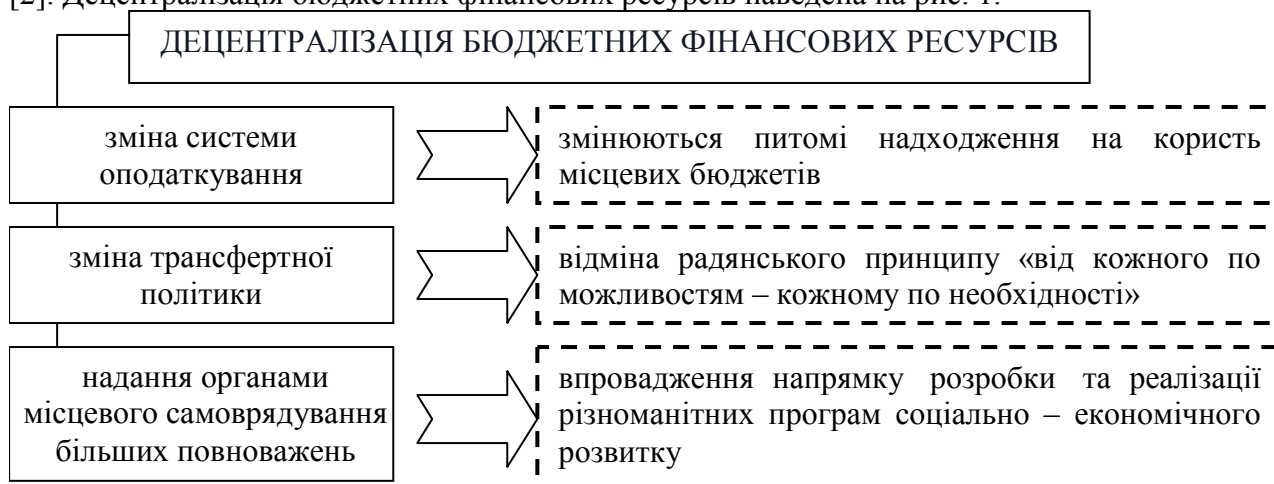 [2]. Децентралізація бюджетних фінансових ресурсів наведена на рис. 1.
ДЕЦЕНТРАЛІЗАЦІЯ БЮДЖЕТНИХ ФІНАНСОВИХ РЕСУРСІВ
зміна системи
оподаткування
змінюються питомі надходження на користь
місцевих бюджетів
зміна трансфертної
політики
відміна радянського принципу «від кожного по
можливостям – кожному по необхідності»
надання органами
місцевого самоврядування
більших повноважень
впровадження напрямку розробки та реалізації
різноманітних програм соціально – економічного
розвитку